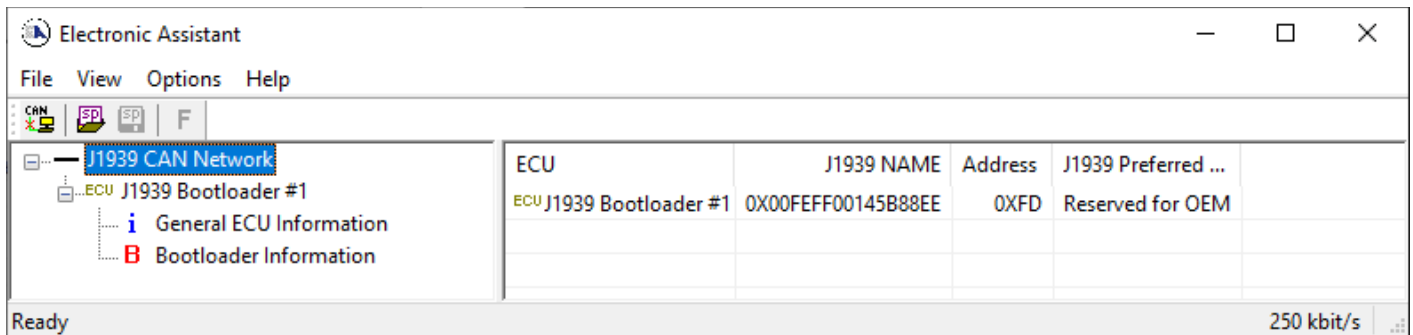 Electronic Assistant
File View Options Help
CAN SP SP F
J1939 CAN Network
ECU J1939 Bootloader #1
i General ECU Information
B Bootloader Information
ECU J1939 NAME Address J1939 Preferred ...
ECU J1939 Bootloader #1 0X00FEFF00145B88EE 0XFD Reserved for OEM
Ready 250 kbit/s